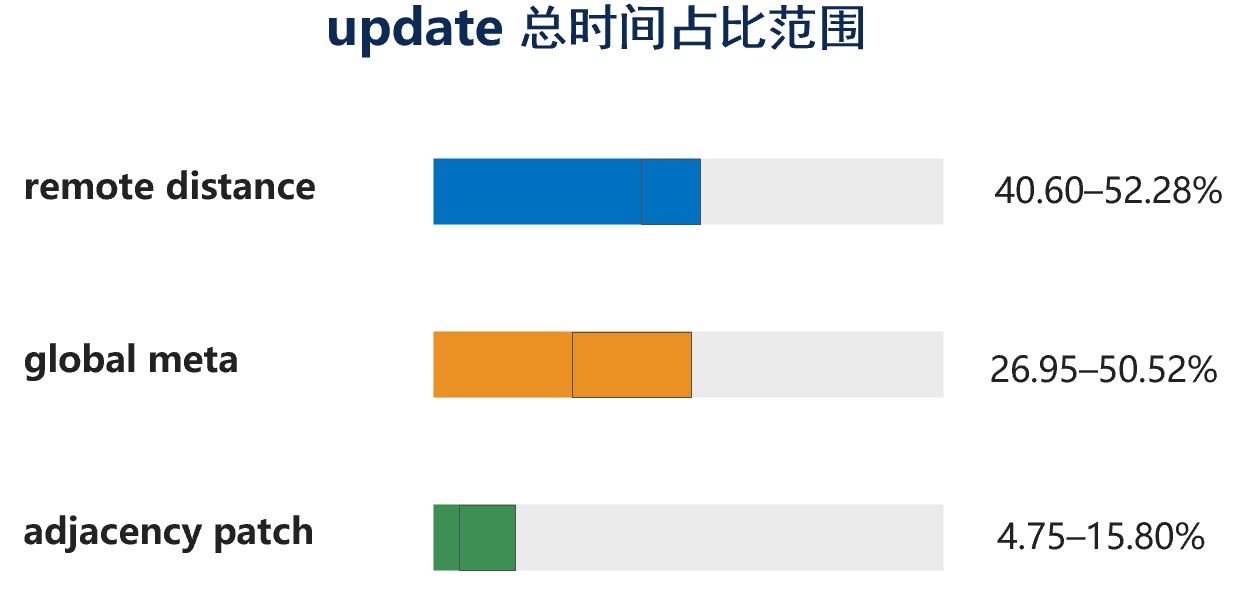 update 总时间占比范围
remote distance 40.60–52.28%
global meta 26.95–50.52%
adjacency patch 4.75–15.80%